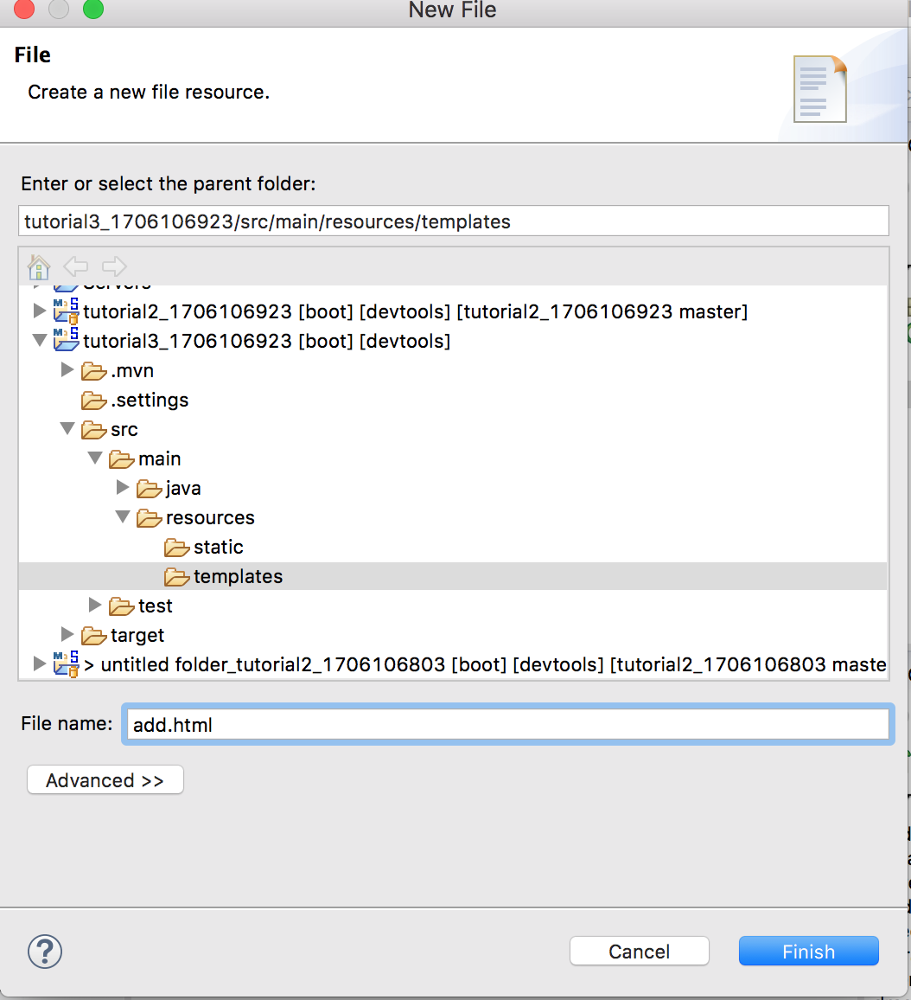 New File
File
Create a new file resource.
Enter or select the parent folder:
tutorial3_1706106923/src/main/resources/templates
Servers
tutorial2_1706106923 [boot] [devtools] [tutorial2_1706106923 master]
tutorial3_1706106923 [boot] [devtools]
.mvn
.settings
src
main
java
resources
static
templates
test
target
> untitled folder_tutorial2_1706106803 [boot] [devtools] [tutorial2_1706106803 maste
File name: add.html
Advanced >>
?
Cancel Finish